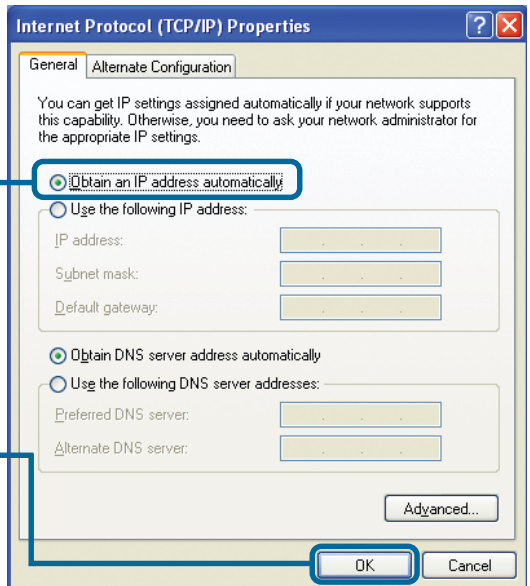 Internet Protocol (TCP/IP) Properties
General
Alternate Configuration
You can get IP settings assigned automatically if your network supports
this capability. Otherwise, you need to ask your network administrator for
the appropriate IP settings.
Obtain an IP address automatically
Use the following IP address:
IP address:
Subnet mask:
Default gateway:
Obtain DNS server address automatically
Use the following DNS server addresses:
Preferred DNS server:
Alternate DNS server:
Advanced...
OK
Cancel